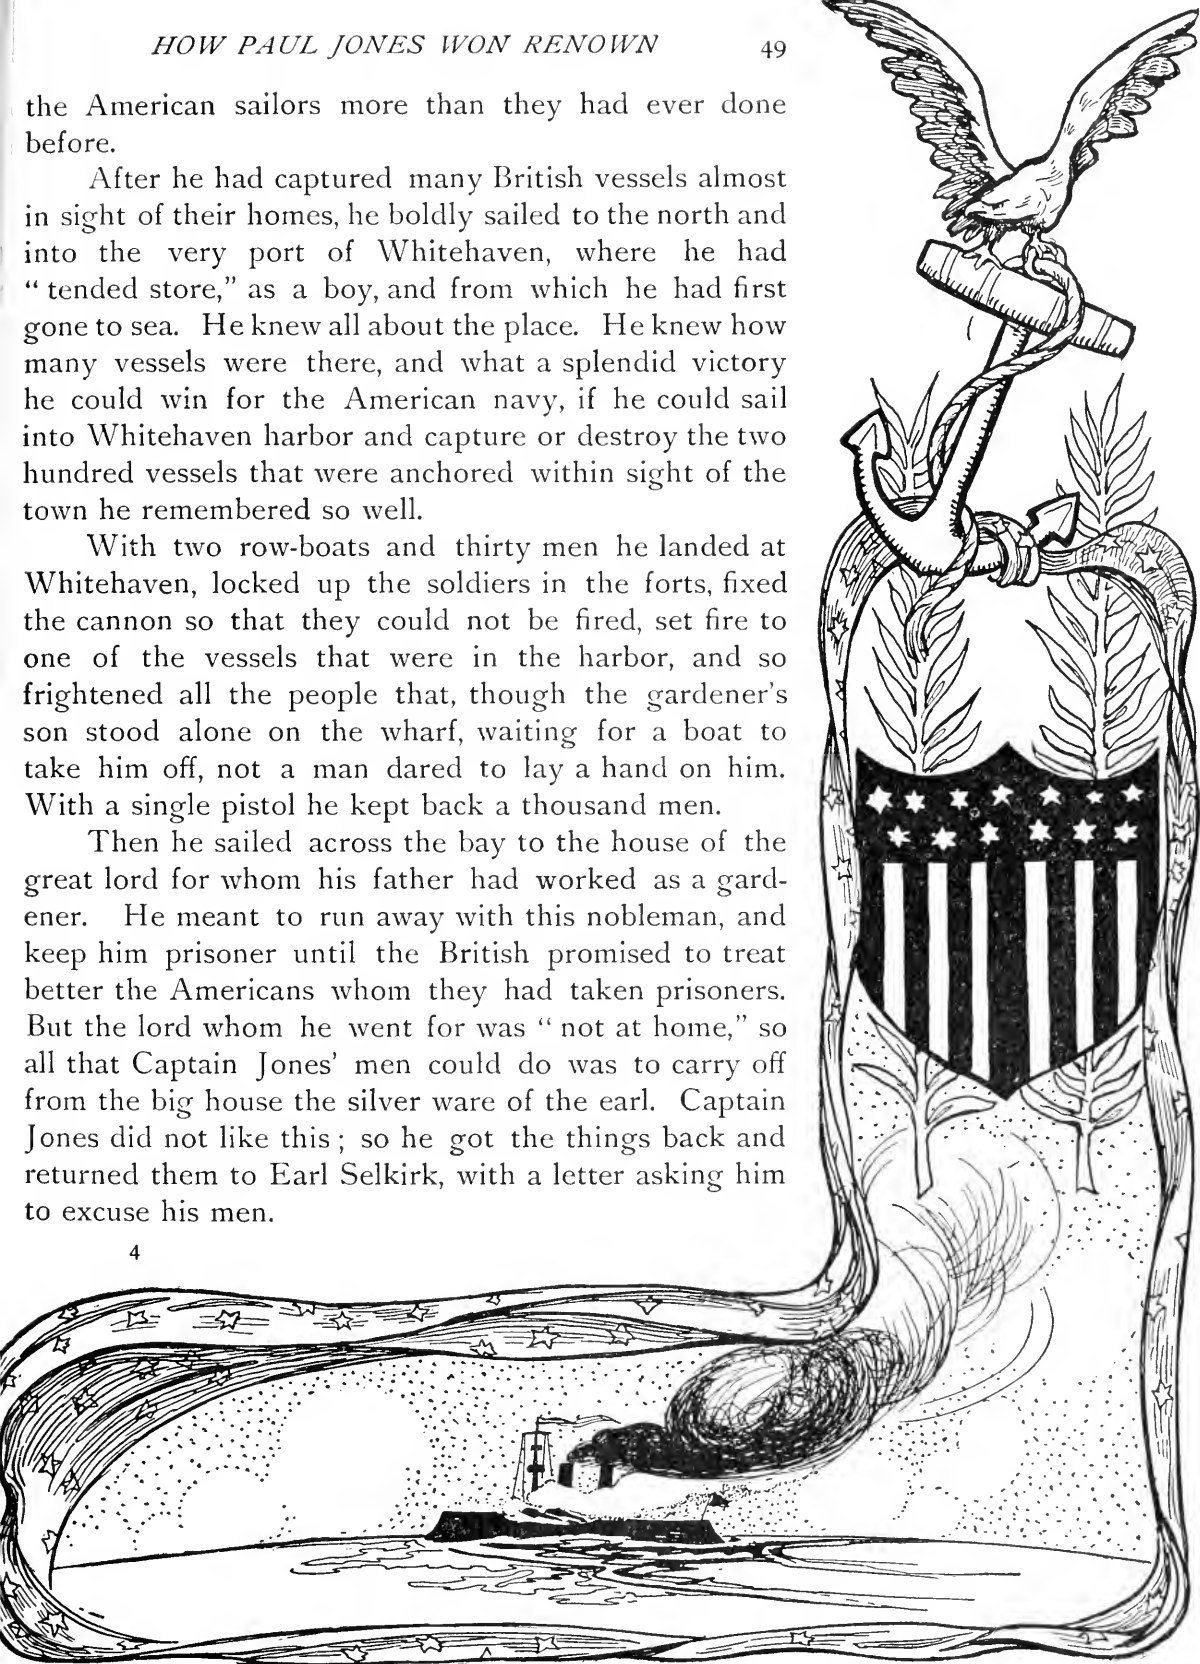 HOW PAUL JONES WON RENOWN 49
the American sailors more than they had ever done
before.
After he had captured many British vessels almost
in sight of their homes, he boldly sailed to the north and
into the very port of Whitehaven, where he had
“ tended store,” as a boy, and from which he had first
gone to sea. He knew all about the place. He knew how
many vessels were there, and what a splendid victory
he could win for the American navy, if he could sail
into Whitehaven harbor and capture or destroy the two
hundred vessels that were anchored within sight of the
town he remembered so well.
With two row-boats and thirty men he landed at
Whitehaven, locked up the soldiers in the forts, fixed
the cannon so that they could not be fired, set fire to
one of the vessels that were in the harbor, and so
frightened all the people that, though the gardener’s
son stood alone on the wharf, waiting for a boat to
take him off, not a man dared to lay a hand on him.
With a single pistol he kept back a thousand men.
Then he sailed across the bay to the house of the
great lord for whom his father had worked as a gard-
ener. He meant to run away with this nobleman, and
keep him prisoner until the British promised to treat
better the Americans whom they had taken prisoners.
But the lord whom he went for was “ not at home,” so
all that Captain Jones’ men could do was to carry off
from the big house the silver ware of the earl. Captain
Jones did not like this ; so he got the things back and
returned them to Earl Selkirk, with a letter asking him
to excuse his men.
4